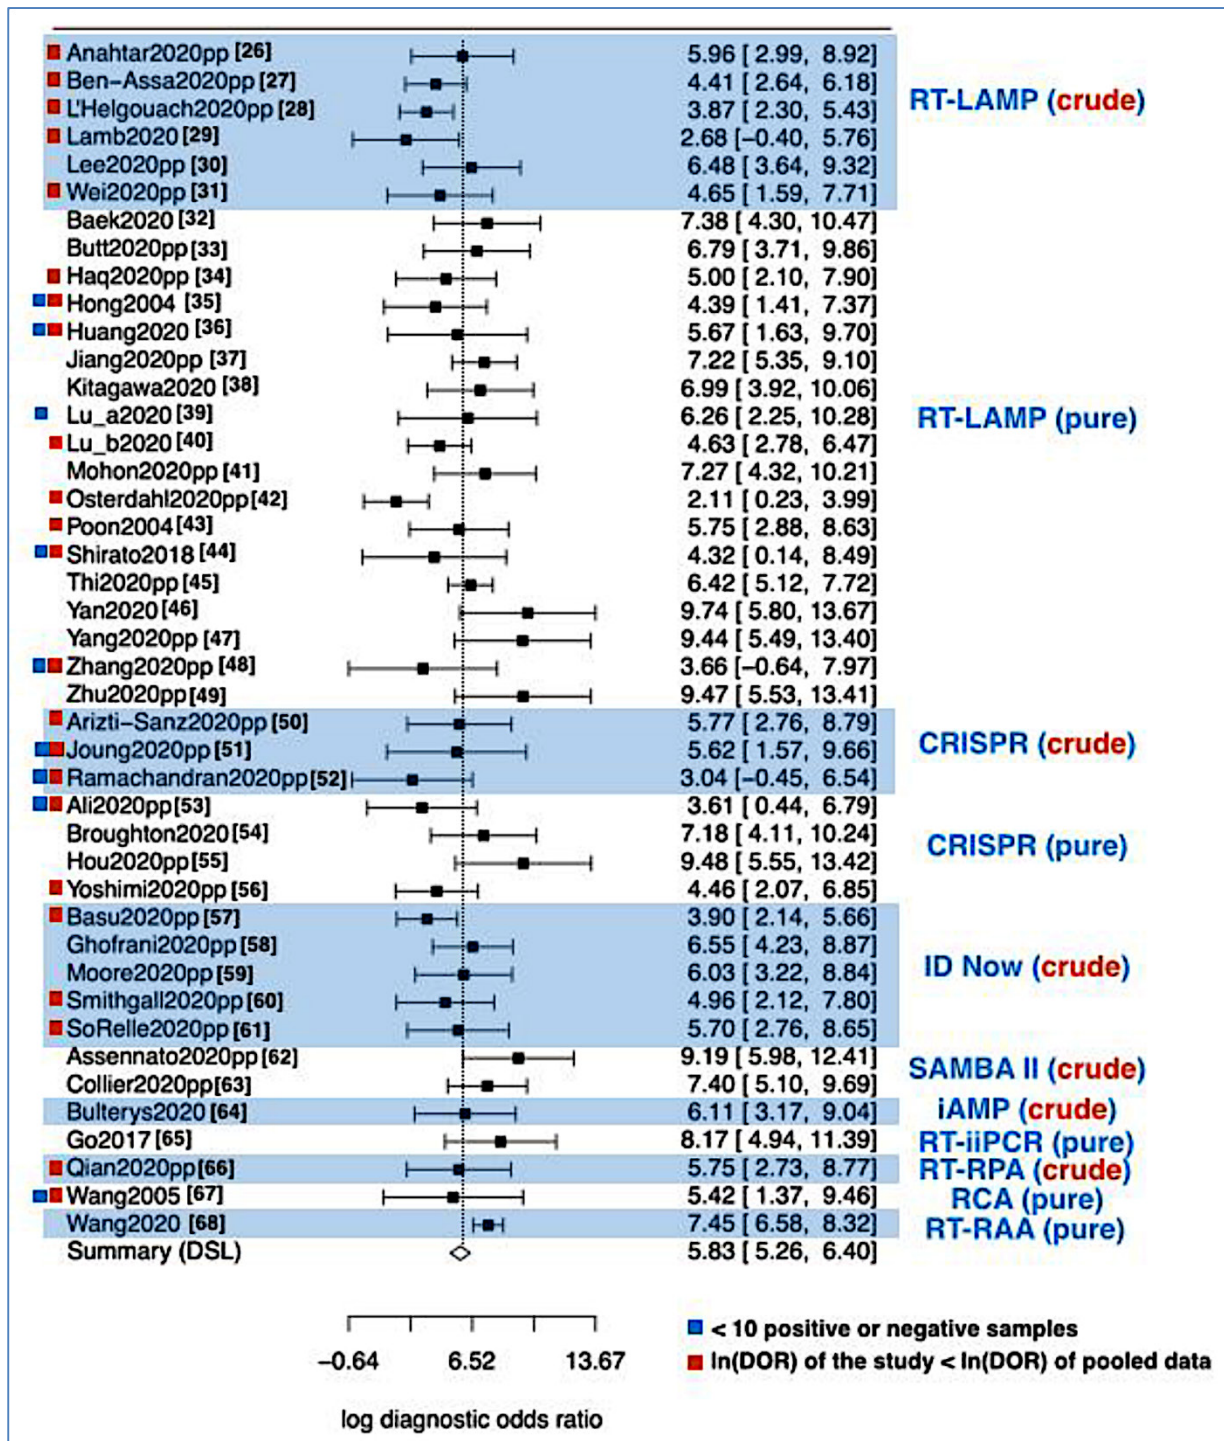 Anahtar2020pp [26] 5.96 [ 2.99, 8.92]
Ben−Assa2020pp [27] 4.41 [ 2.64, 6.18]
RT-LAMP (crude)
L'Helgouach2020pp [28] 3.87 [ 2.30, 5.43]
Lamb2020 [29] 2.68 [−0.40, 5.76]
Lee2020pp [30] 6.48 [ 3.64, 9.32]
Wei2020pp [31] 4.65 [ 1.59, 7.71]
Baek2020 [32] 7.38 [ 4.30, 10.47]
Butt2020pp [33] 6.79 [ 3.71, 9.86]
Haq2020pp [34] 5.00 [ 2.10, 7.90]
Hong2004 [35] 4.39 [ 1.41, 7.37]
Huang2020 [36] 5.67 [ 1.63, 9.70]
Jiang2020pp [37] 7.22 [ 5.35, 9.10]
Kitagawa2020 [38] 6.99 [ 3.92, 10.06]
Lu_a2020 [39] 6.26 [ 2.25, 10.28]
RT-LAMP (pure)
Lu_b2020 [40] 4.63 [ 2.78, 6.47]
Mohon2020pp [41] 7.27 [ 4.32, 10.21]
Osterdahl2020pp [42] 2.11 [ 0.23, 3.99]
Poon2004 [43] 5.75 [ 2.88, 8.63]
Shirato2018 [44] 4.32 [ 0.14, 8.49]
Thi2020pp [45] 6.42 [ 5.12, 7.72]
Yan2020 [46] 9.74 [ 5.80, 13.67]
Yang2020pp [47] 9.44 [ 5.49, 13.40]
Zhang2020pp [48] 3.66 [−0.64, 7.97]
Zhu2020pp [49] 9.47 [ 5.53, 13.41]
Arizti−Sanz2020pp [50] 5.77 [ 2.76, 8.79]
CRISPR (crude)
Joung2020pp [51] 5.62 [ 1.57, 9.66]
Ramachandran2020pp [52] 3.04 [−0.45, 6.54]
Ali2020pp [53] 3.61 [ 0.44, 6.79]
Broughton2020 [54] 7.18 [ 4.11, 10.24]
CRISPR (pure)
Hou2020pp [55] 9.48 [ 5.55, 13.42]
Yoshimi2020pp [56] 4.46 [ 2.07, 6.85]
Basu2020pp [57] 3.90 [ 2.14, 5.66]
Ghofrani2020pp [58] 6.55 [ 4.23, 8.87]
ID Now (crude)
Moore2020pp [59] 6.03 [ 3.22, 8.84]
Smithgall2020pp [60] 4.96 [ 2.12, 7.80]
SoRelle2020pp [61] 5.70 [ 2.76, 8.65]
Assennato2020pp [62] 9.19 [ 5.98, 12.41]
SAMBA II (crude)
Collier2020pp [63] 7.40 [ 5.10, 9.69]
Bulterys2020 [64] 6.11 [ 3.17, 9.04] iAMP (crude)
Go2017 [65] 8.17 [ 4.94, 11.39] RT-iiPCR (pure)
Qian2020pp [66] 5.75 [ 2.73, 8.77] RT-RPA (crude)
Wang2005 [67] 5.42 [ 1.37, 9.46] RCA (pure)
Wang2020 [68] 7.45 [ 6.58, 8.32] RT-RAA (pure)
Summary (DSL) 5.83 [ 5.26, 6.40]
< 10 positive or negative samples
−0.64 6.52 13.67
ln(DOR) of the study < ln(DOR) of pooled data
log diagnostic odds ratio